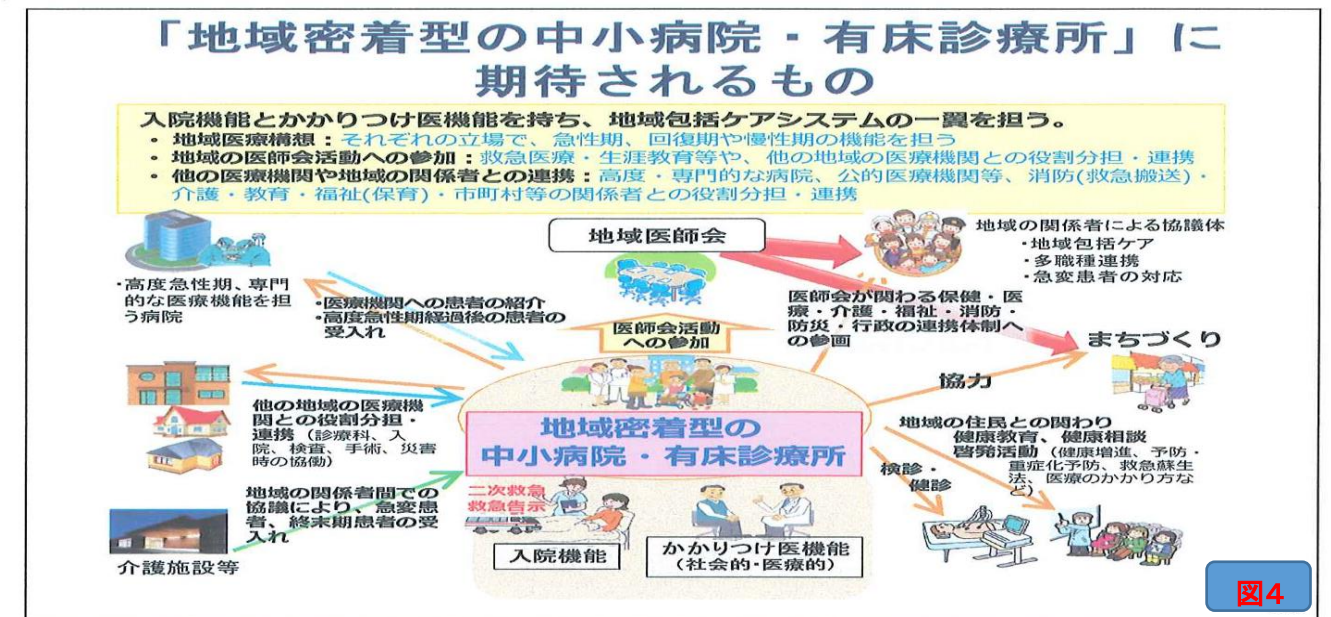 「地域密着型の中小病院・有床診療所」に
期待されるもの
入院機能とかかりつけ医機能を持ち、地域包括ケアシステムの一翼を担う。
・地域医療構想：それぞれの立場で、急性期、回復期や慢性期の機能を担う
・地域の医師会活動への参加：救急医療・生涯教育等や、他の地域の医療機関との役割分担・連携
・他の医療機関や地域の関係者との連携：高度・専門的な病院、公的医療機関等、消防(救急搬送)・
介護・教育・福祉(保育)・市町村等の関係者との役割分担・連携
・高度急性期、専門
的な医療機能を担
う病院
・医療機関への患者の紹介
・高度急性期経過後の患者の
受入れ
地域医師会
医師会活動
への参加
地域の関係者による協議体
・地域包括ケア
・多職種連携
・急変患者の対応
医師会が関わる保健・医
療・介護・福祉・消防・
防災・行政の連携体制へ
の参画
まちづくり
協力
他の地域の医療機
関との役割分担・
連携（診療科、入
院、検査、手術、災害
時の協働）
地域密着型の
中小病院・有床診療所
地域の住民との関わり
健康教育、健康相談
啓発活動（健康増進、予防・
重症化予防、救急蘇生
法、医療のかかり方な
ど）
検診・
健診
地域の関係者間での
協議により、急変患
者、終末期患者の受
入れ
介護施設等
二次救急
救急告示
入院機能
かかりつけ医機能
（社会的・医療的）
図4